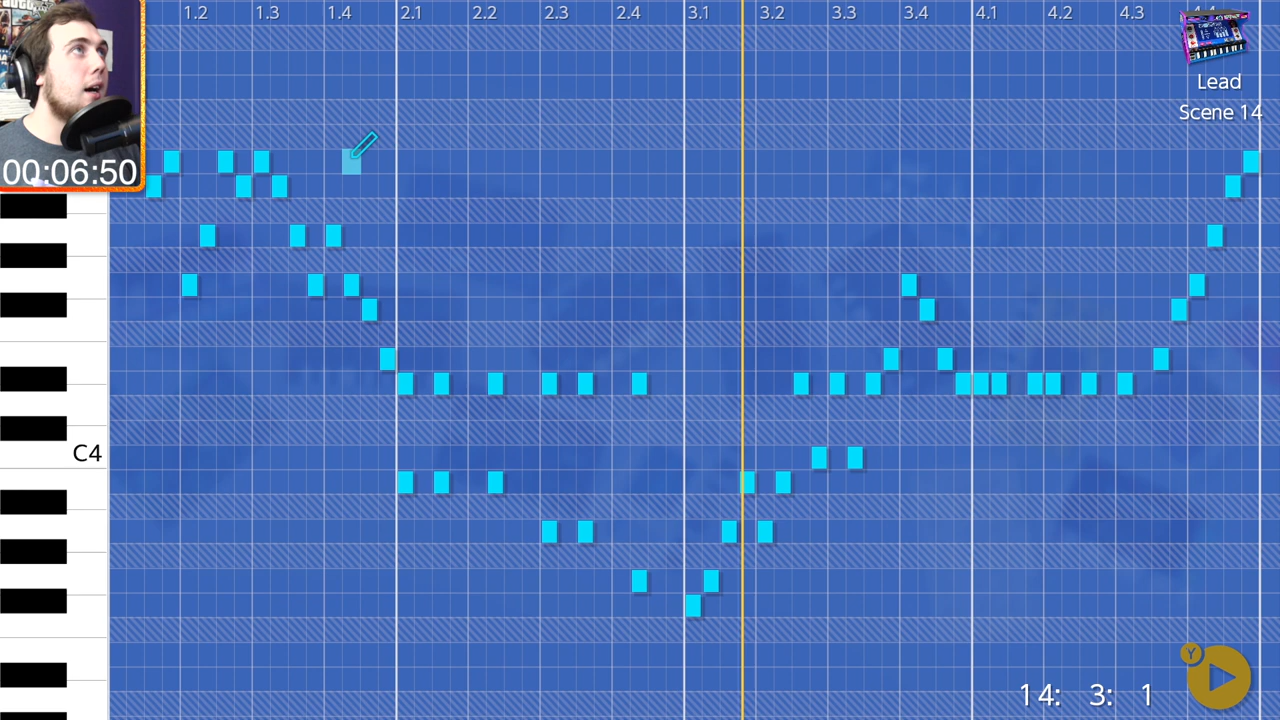 1.2 1.3 1.4 2.1 2.2 2.3 2.4 3.1 3.2 3.3 3.4 4.1 4.2 4.3
Lead
Scene 14
00:06:50
C4
Y
14: 3: 1